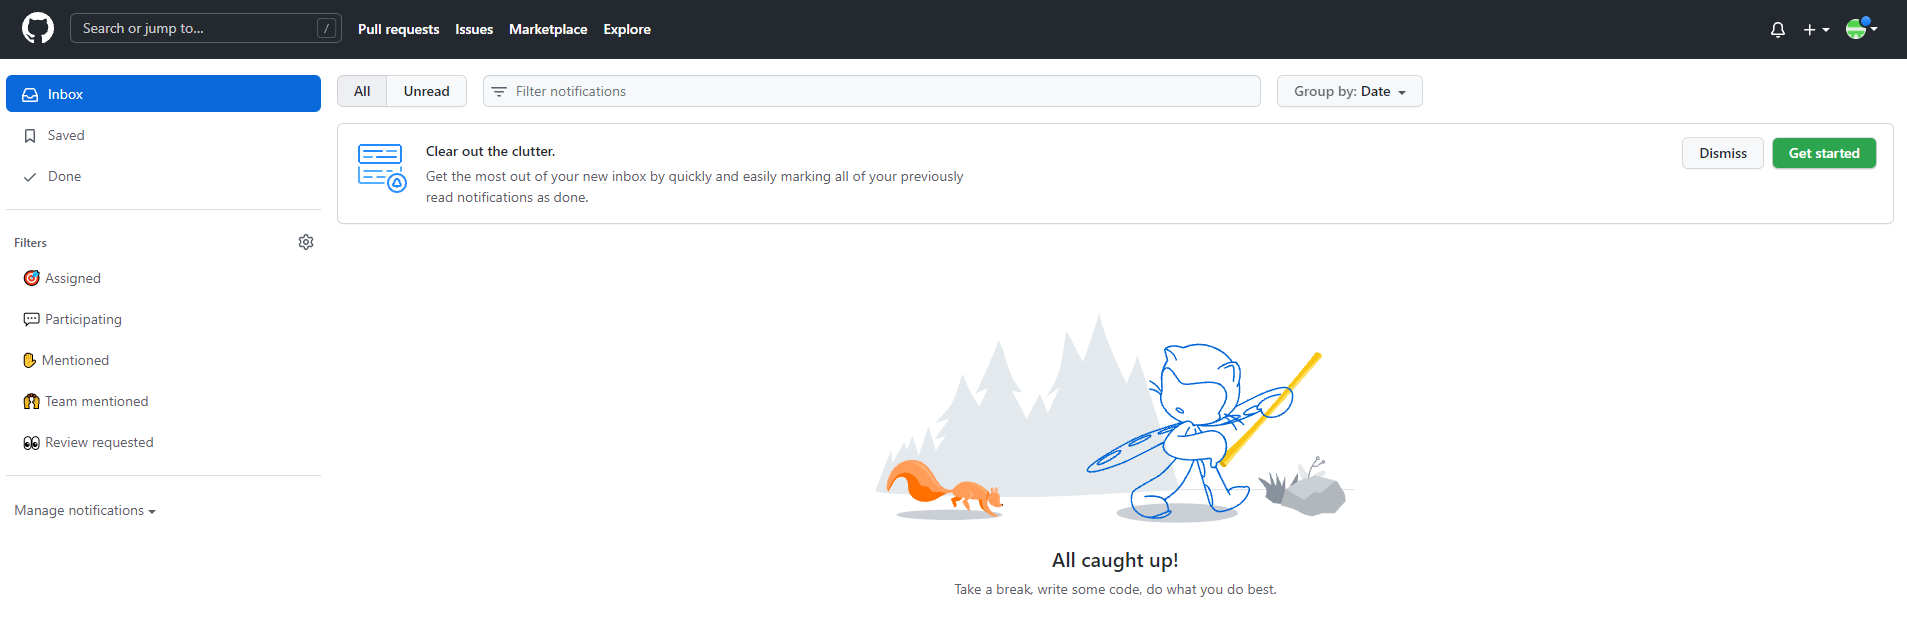 Search or jump to... /
Pull requests
Issues
Marketplace
Explore
Inbox
Saved
Done
Filters
Assigned
Participating
Mentioned
Team mentioned
Review requested
Manage notifications
All
Unread
Filter notifications
Group by: Date
Clear out the clutter.
Get the most out of your new inbox by quickly and easily marking all of your previously
read notifications as done.
Dismiss
Get started
All caught up!
Take a break, write some code, do what you do best.